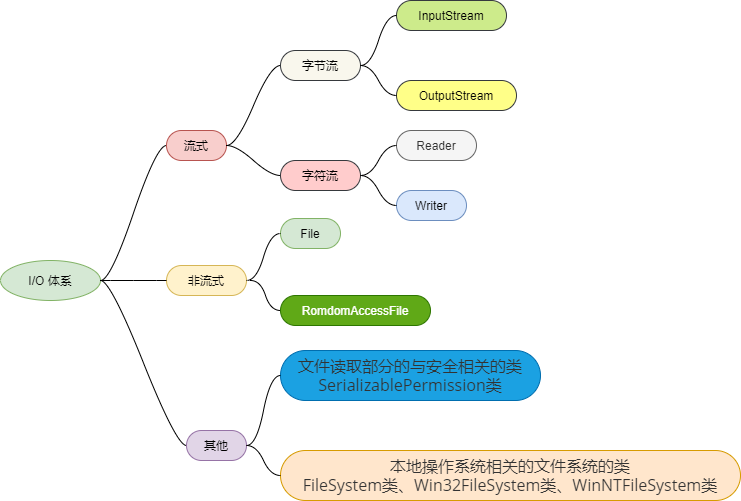 I/O 体系
流式
字节流
InputStream
OutputStream
字符流
Reader
Writer
非流式
File
RomdomAccessFile
其他
文件读取部分的与安全相关的类
SerializablePermission类
本地操作系统相关的文件系统的类
FileSystem类、Win32FileSystem类、WinNTFileSystem类